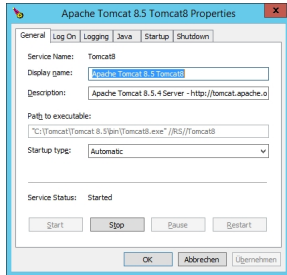 Apache Tomcat 8.5 Tomcat8 Properties
x
General Log On Logging Java Startup Shutdown
Service Name: Tomcat8
Display name: Apache Tomcat 8.5 Tomcat8
Description: Apache Tomcat 8.5.4 Server - http://tomcat.apache.o
Path to executable:
"C:\Tomcat\Tomcat 8.5\bin\Tomcat8.exe" //RS//Tomcat8
Startup type: Automatic
Service Status: Started
Start Stop Pause Restart
OK Abbrechen Übernehmen